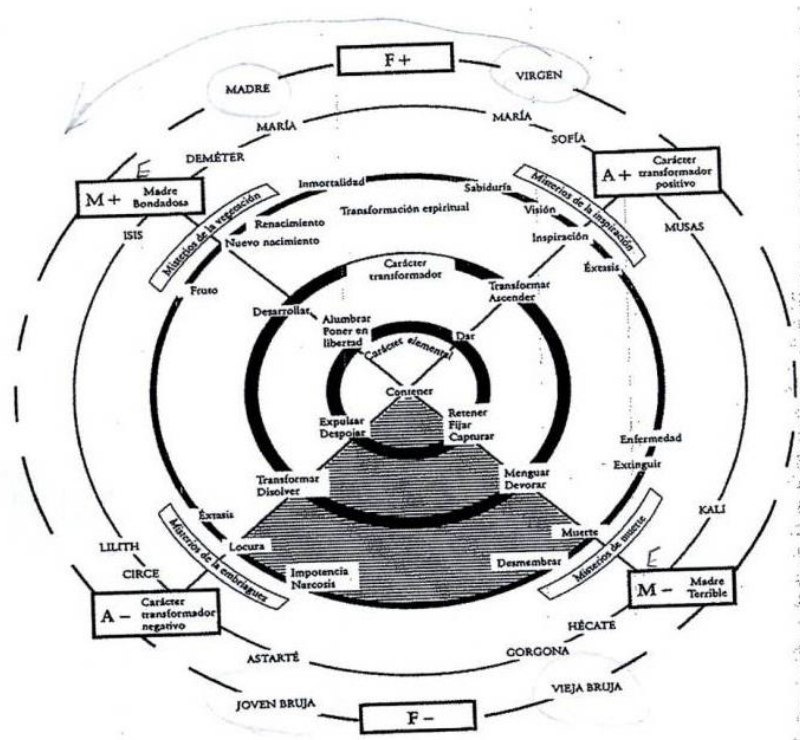 F+
MADRE
VIRGEN
MARÍA
MARÍA
SOFÍA
DEMÉTER
E
M+ Madre
Bondadosa
A+ Carácter
transformador
positivo
ISIS
MUSAS
Misterios de la vegetación
Misterios de la inspiración
Inmortalidad
Sabiduría
Transformación espiritual
Visión
Renacimiento
Inspiración
Nuevo nacimiento
Éxtasis
Fruto
Carácter
transformador
Desarrollar
Transformar
Ascender
Alumbrar
Poner en
libertad
Dar
Carácter elemental
Contener
Expulsar
Despojar
Retener
Fijar
Capturar
Enfermedad
Extinguir
Transformar
Disolver
Menguar
Devorar
Éxtasis
KALI
Locura
Muerte
LILITH
CIRCE
Impotencia
Narcosis
Desmembrar
Misterios de la embriaguez
Misterios de muerte
E
A- Carácter
transformador
negativo
M- Madre
Terrible
HÉCATE
ASTARTÉ
GORGONA
JOVEN BRUJA
VIEJA BRUJA
F-